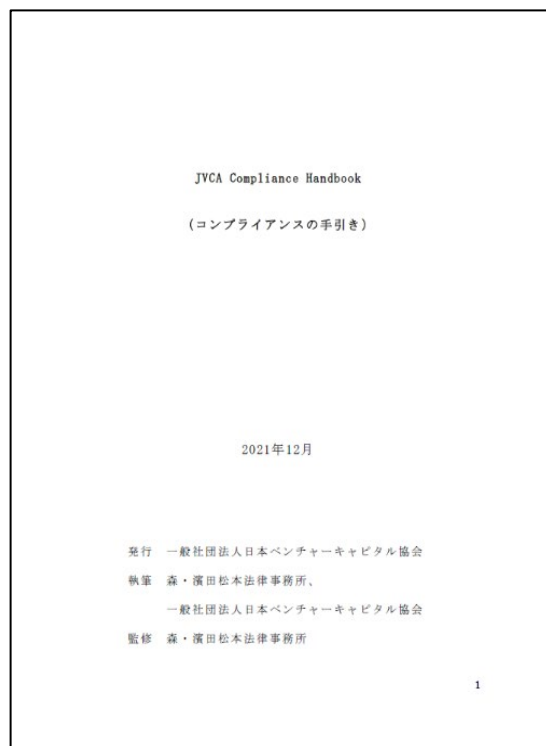 JVCA Compliance Handbook
(コンプライアンスの手引き)
2021年12月
発行 一般社団法人日本ベンチャーキャピタル協会
執筆 森・濱田松本法律事務所、
一般社団法人日本ベンチャーキャピタル協会
監修 森・濱田松本法律事務所
1